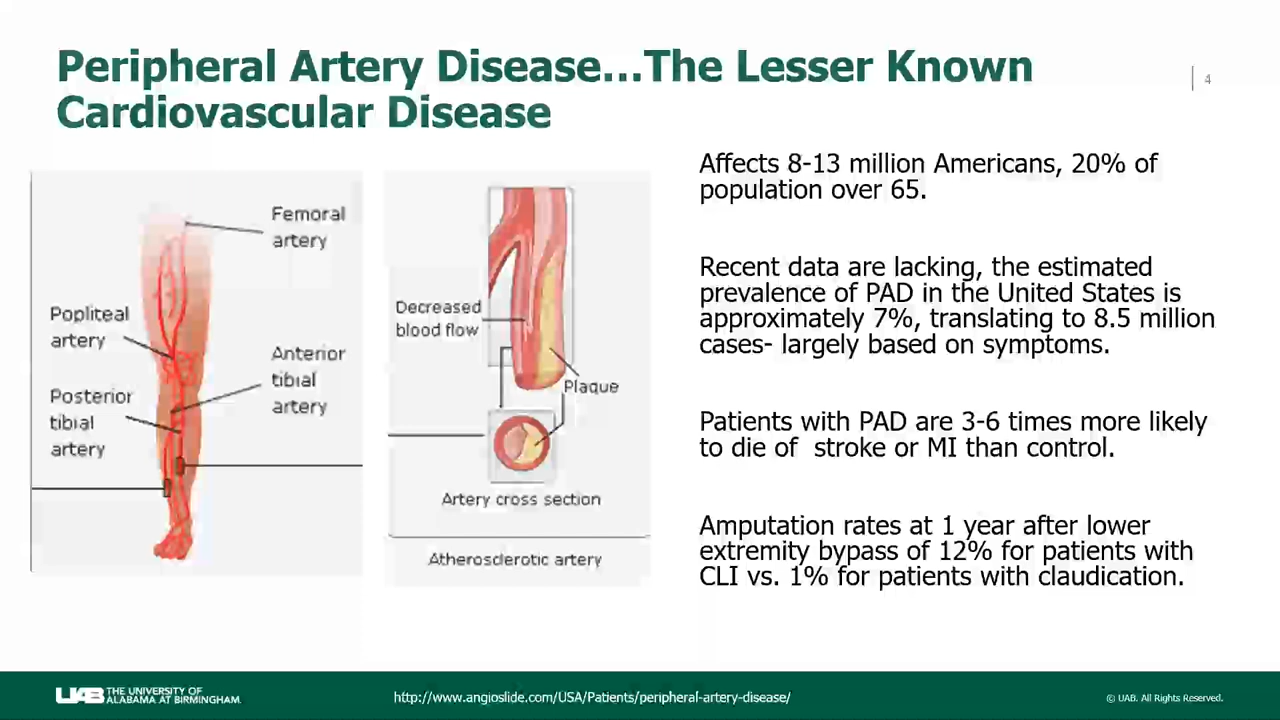 Peripheral Artery Disease...The Lesser Known
Cardiovascular Disease
4
Femoral
artery
Popliteal
artery
Anterior
tibial
artery
Posterior
tibial
artery
Decreased
blood flow
Plaque
Artery cross section
Atherosclerotic artery
Affects 8-13 million Americans, 20% of
population over 65.
Recent data are lacking, the estimated
prevalence of PAD in the United States is
approximately 7%, translating to 8.5 million
cases- largely based on symptoms.
Patients with PAD are 3-6 times more likely
to die of  stroke or MI than control.
Amputation rates at 1 year after lower
extremity bypass of 12% for patients with
CLI vs. 1% for patients with claudication.
UAB THE UNIVERSITY OF
ALABAMA AT BIRMINGHAM.
http://www.angioslide.com/USA/Patients/peripheral-artery-disease/
© UAB. All Rights Reserved.